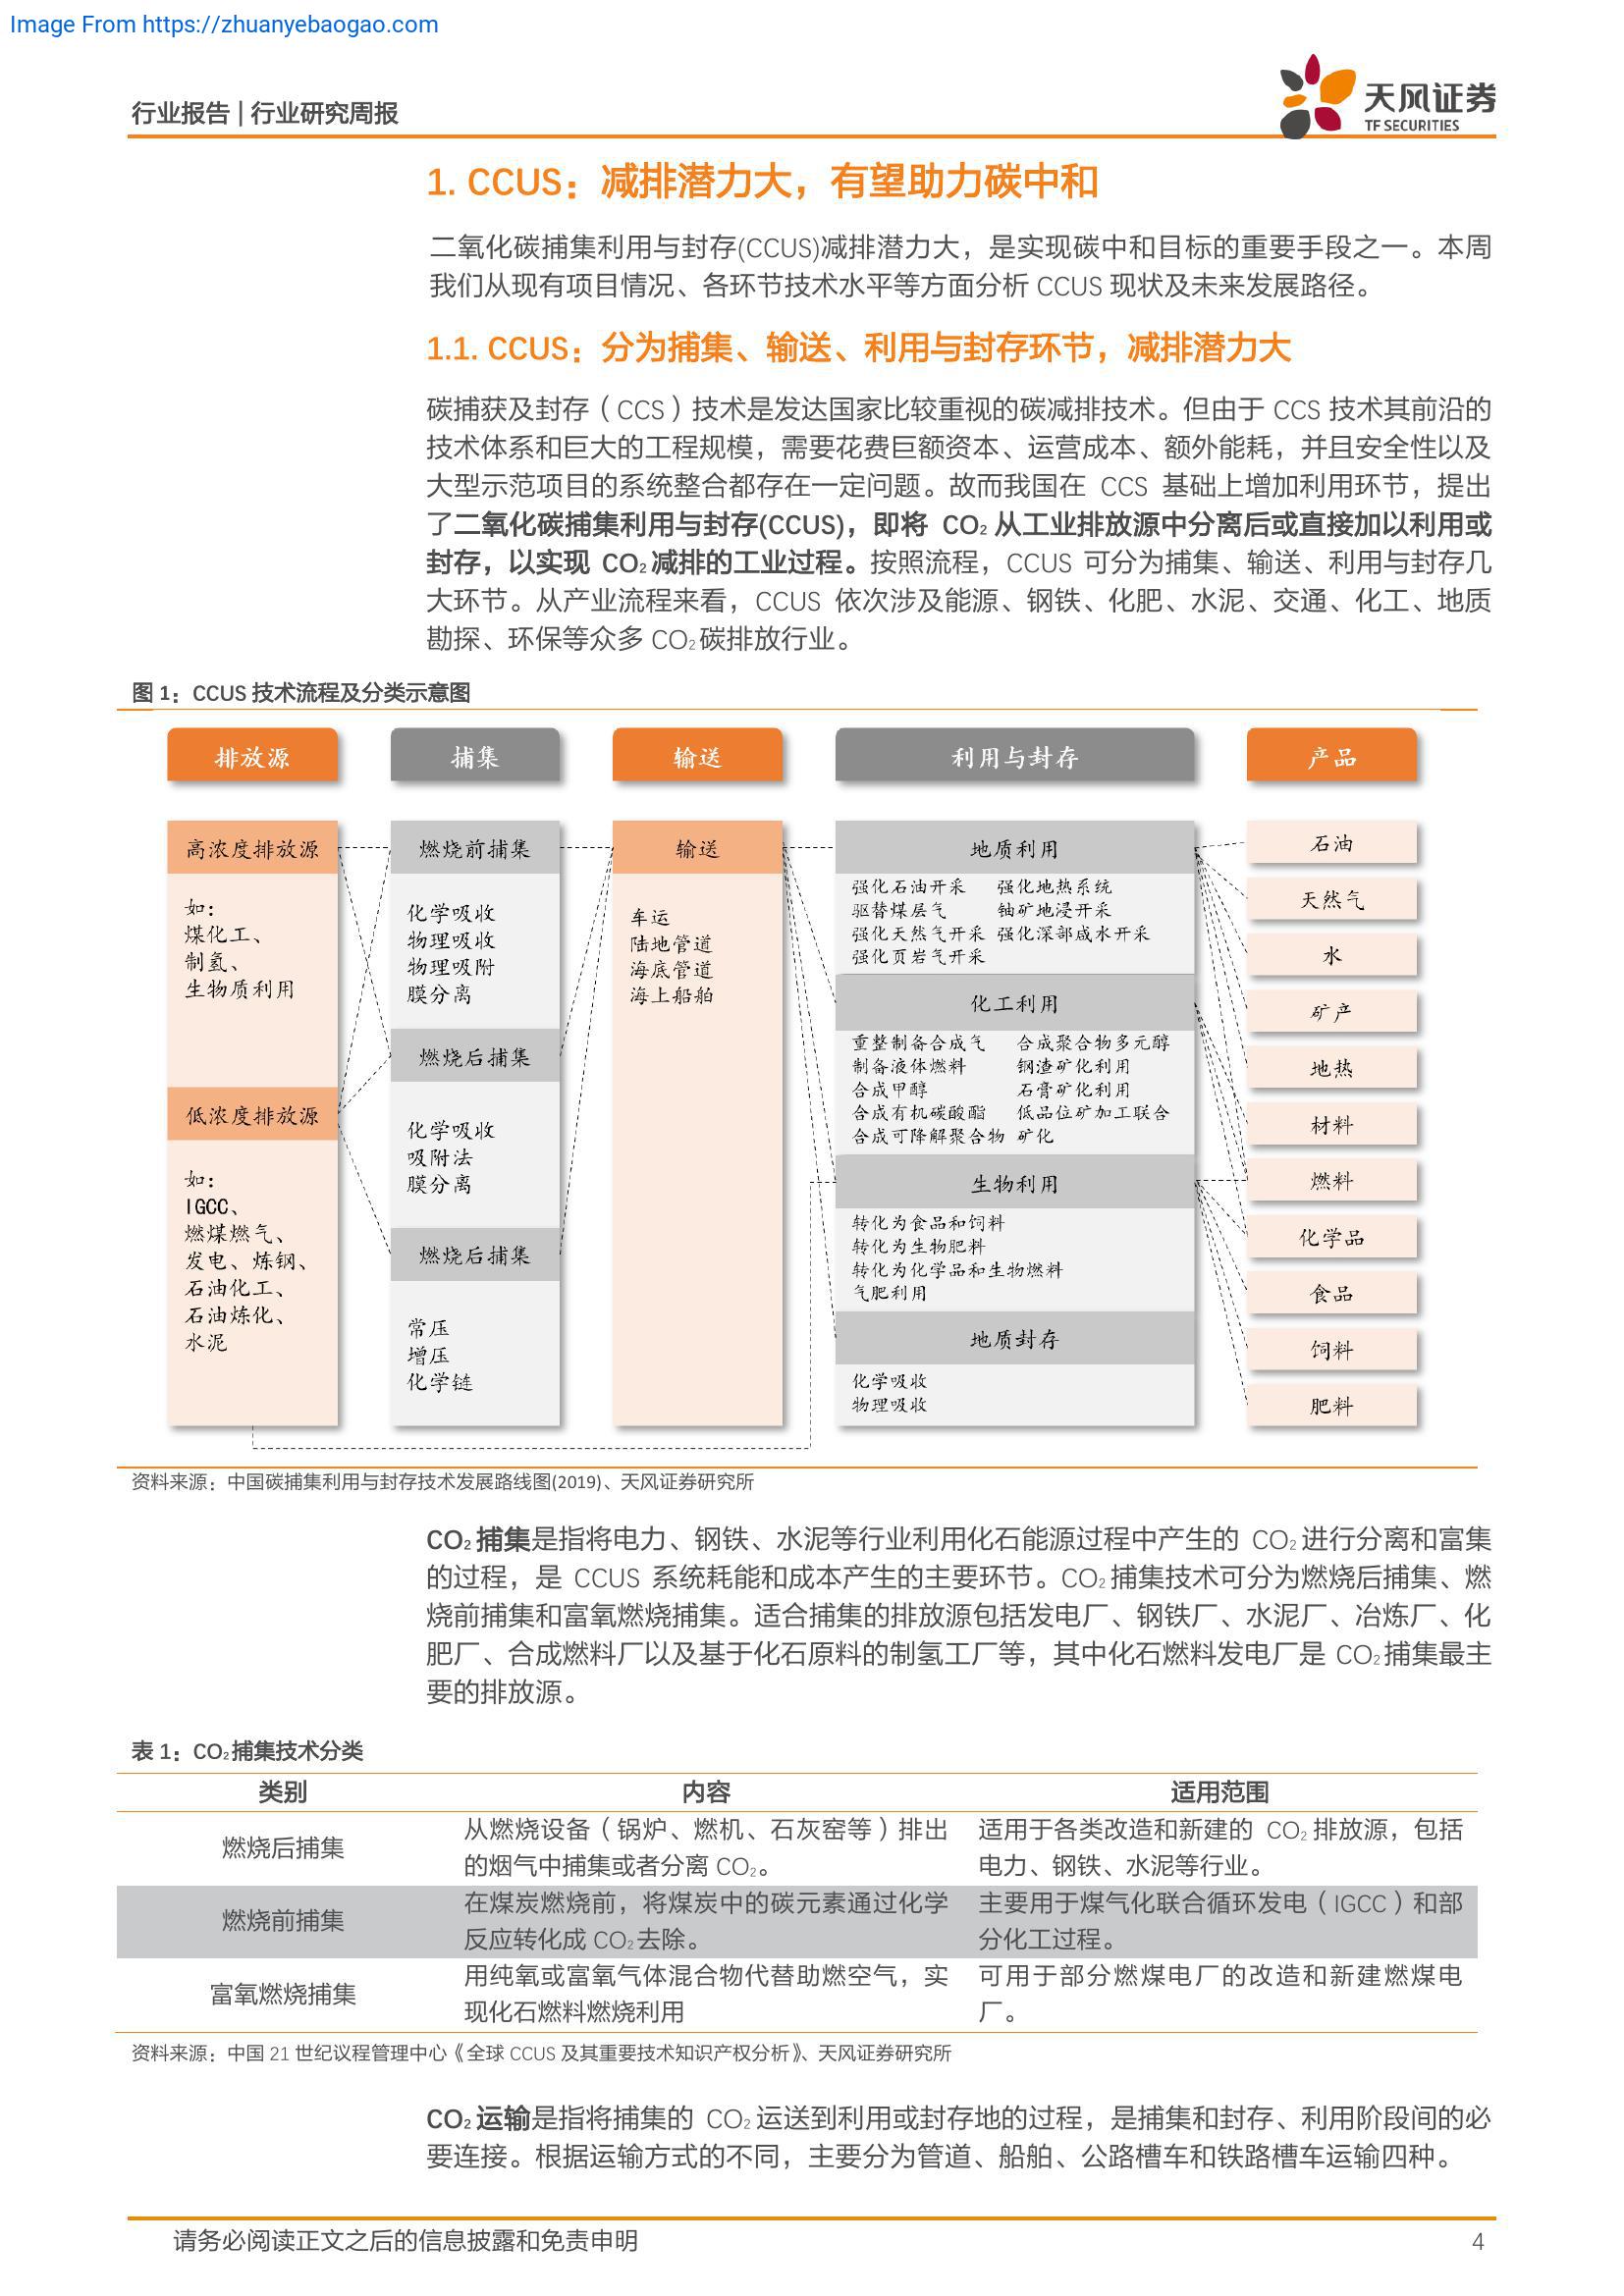 Image From https://zhuanyebaogao.com
行业报告 | 行业研究周报
天风证券
TF SECURITIES
1. CCUS：减排潜力大，有望助力碳中和
二氧化碳捕集利用与封存(CCUS)减排潜力大，是实现碳中和目标的重要手段之一。本周
我们从现有项目情况、各环节技术水平等方面分析 CCUS 现状及未来发展路径。
1.1. CCUS：分为捕集、输送、利用与封存环节，减排潜力大
碳捕获及封存（CCS）技术是发达国家比较重视的碳减排技术。但由于 CCS 技术其前沿的
技术体系和巨大的工程规模，需要花费巨额资本、运营成本、额外能耗，并且安全性以及
大型示范项目的系统整合都存在一定问题。故而我国在 CCS 基础上增加利用环节，提出
了二氧化碳捕集利用与封存(CCUS)，即将 CO₂ 从工业排放源中分离后或直接加以利用或
封存，以实现 CO₂ 减排的工业过程。按照流程，CCUS 可分为捕集、输送、利用与封存几
大环节。从产业流程来看，CCUS 依次涉及能源、钢铁、化肥、水泥、交通、化工、地质
勘探、环保等众多 CO₂ 碳排放行业。
图 1：CCUS 技术流程及分类示意图
排放源
捕集
输送
利用与封存
产品
高浓度排放源
如：
煤化工、
制氢、
生物质利用
低浓度排放源
如：
IGCC、
燃煤燃气、
发电、炼钢、
石油化工、
石油炼化、
水泥
燃烧前捕集
化学吸收
物理吸收
物理吸附
膜分离
燃烧后捕集
化学吸收
吸附法
膜分离
燃烧后捕集
常压
增压
化学链
输送
车运
陆地管道
海底管道
海上船舶
地质利用
强化石油开采 强化地热系统
驱替煤层气 铀矿地浸开采
强化天然气开采 强化深部咸水开采
强化页岩气开采
化工利用
重整制备合成气 合成聚合物多元醇
制备液体燃料 钢渣矿化利用
合成甲醇 石膏矿化利用
合成有机碳酸酯 低品位矿加工联合
合成可降解聚合物 矿化
生物利用
转化为食品和饲料
转化为生物肥料
转化为化学品和生物燃料
气肥利用
地质封存
化学吸收
物理吸收
石油
天然气
水
矿产
地热
材料
燃料
化学品
食品
饲料
肥料
资料来源：中国碳捕集利用与封存技术发展路线图(2019)、天风证券研究所
CO₂ 捕集是指将电力、钢铁、水泥等行业利用化石能源过程中产生的 CO₂ 进行分离和富集
的过程，是 CCUS 系统耗能和成本产生的主要环节。CO₂ 捕集技术可分为燃烧后捕集、燃
烧前捕集和富氧燃烧捕集。适合捕集的排放源包括发电厂、钢铁厂、水泥厂、冶炼厂、化
肥厂、合成燃料厂以及基于化石原料的制氢工厂等，其中化石燃料发电厂是 CO₂ 捕集最主
要的排放源。
表 1：CO₂ 捕集技术分类
类别 内容 适用范围
燃烧后捕集
从燃烧设备（锅炉、燃机、石灰窑等）排出
的烟气中捕集或者分离 CO₂。
适用于各类改造和新建的 CO₂ 排放源，包括
电力、钢铁、水泥等行业。
燃烧前捕集
在煤炭燃烧前，将煤炭中的碳元素通过化学
反应转化成 CO₂ 去除。
主要用于煤气化联合循环发电（IGCC）和部
分化工过程。
富氧燃烧捕集
用纯氧或富氧气体混合物代替助燃空气，实
现化石燃料燃烧利用
可用于部分燃煤电厂的改造和新建燃煤电
厂。
资料来源：中国 21 世纪议程管理中心《全球 CCUS 及其重要技术知识产权分析》、天风证券研究所
CO₂ 运输是指将捕集的 CO₂ 运送到利用或封存地的过程，是捕集和封存、利用阶段间的必
要连接。根据运输方式的不同，主要分为管道、船舶、公路槽车和铁路槽车运输四种。
请务必阅读正文之后的信息披露和免责申明
4